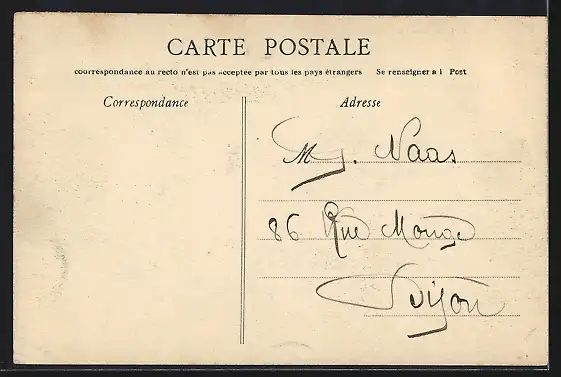 CARTE POSTALE
coorrespondance au recto n'est pas acceptée par tous les pays étrangers Se renseigner a l Post
Correspondance
Adresse
M J. Naas
86 Rue Monge
Dijon